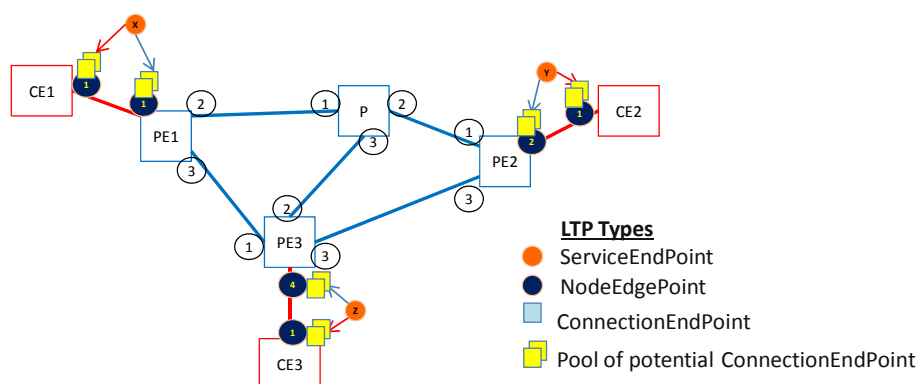 X
Y
1
1
1
2
1
2
CE1
P
CE2
PE1
1
2
PE2
3
3
3
2
LTP Types
1
PE3
3
ServiceEndPoint
4
NodeEdgePoint
Z
ConnectionEndPoint
1
CE3
Pool of potential ConnectionEndPoint